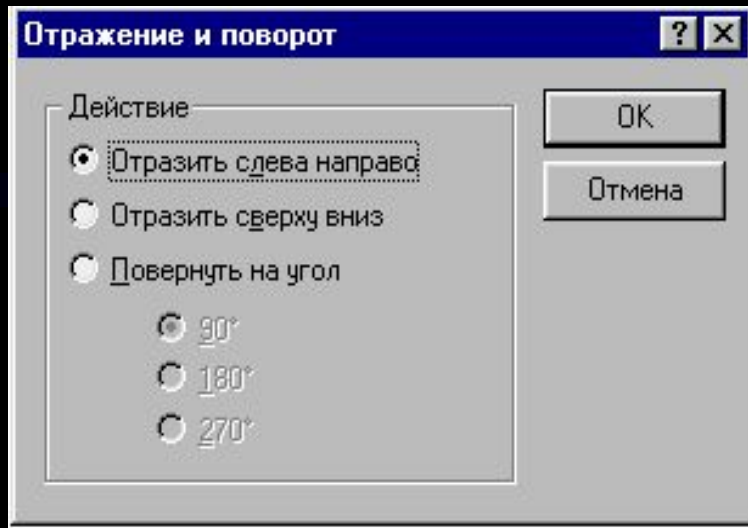 Отражение и поворот
Действие
Отразить слева направо
Отразить сверху вниз
Повернуть на угол
90°
180°
270°
OK
Отмена